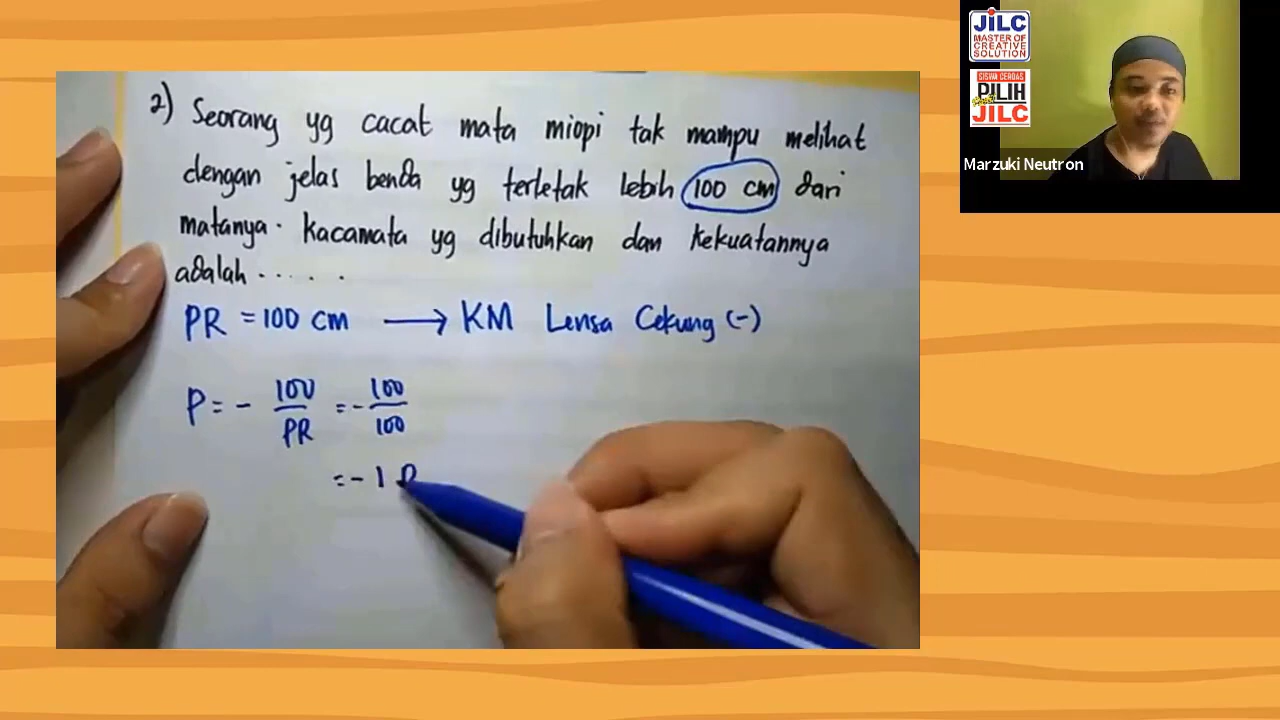 2) Seorang yg cacat mata miopi tak mampu melihat
dengan jelas benda yg terletak lebih 100 cm dari
matanya. Kacamata yg dibutuhkan dan kekuatannya
adalah .....
PR = 100 cm → KM Lensa Cekung (-)
P = - 100/PR = - 100/100
= - 1 D
JILC
MASTER OF
CREATIVE
SOLUTION
SISWA CERDAS
PILIH
JILC
Marzuki Neutron